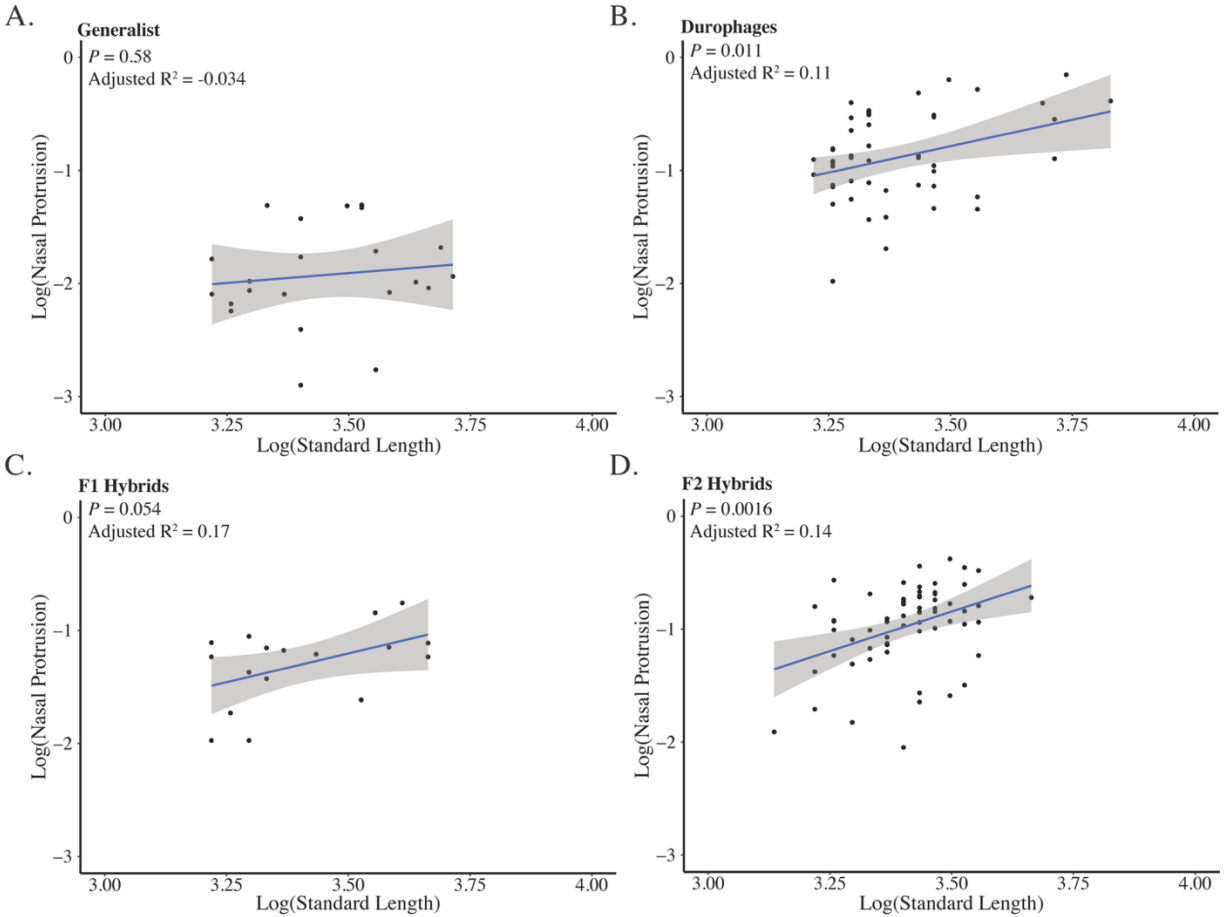 A.
Generalist
P = 0.58
Adjusted R² = -0.034
0
−1
−2
−3
Log(Nasal Protrusion)
3.00 3.25 3.50 3.75 4.00
Log(Standard Length)
B.
Durophages
P = 0.011
Adjusted R² = 0.11
0
−1
−2
−3
Log(Nasal Protrusion)
3.00 3.25 3.50 3.75 4.00
Log(Standard Length)
C.
F1 Hybrids
P = 0.054
Adjusted R² = 0.17
0
−1
−2
−3
Log(Nasal Protrusion)
3.00 3.25 3.50 3.75 4.00
Log(Standard Length)
D.
F2 Hybrids
P = 0.0016
Adjusted R² = 0.14
0
−1
−2
−3
Log(Nasal Protrusion)
3.00 3.25 3.50 3.75 4.00
Log(Standard Length)